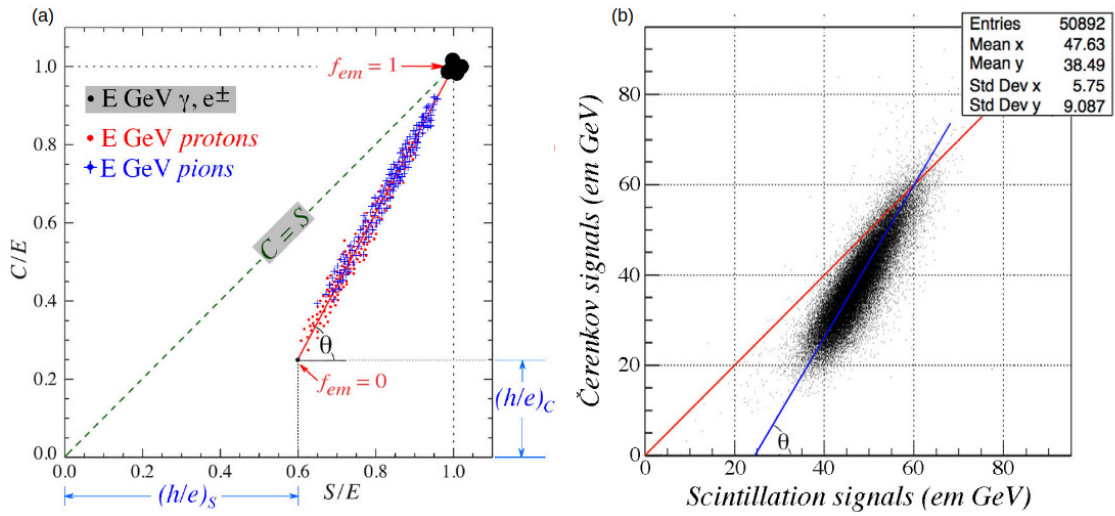 (a)
1.0
0.8
0.6
0.4
0.2
0.0
C/E
f_em = 1
• E GeV γ, e±
• E GeV protons
+ E GeV pions
C = S
θ
f_em = 0
(h/e)_C
0.0 0.2 0.4 0.6 0.8 1.0
(h/e)_S
S/E
(b)
Entries 50892
Mean x 47.63
Mean y 38.49
Std Dev x 5.75
Std Dev y 9.087
80
60
40
20
0
Čerenkov signals (em GeV)
θ
0 20 40 60 80
Scintillation signals (em GeV)